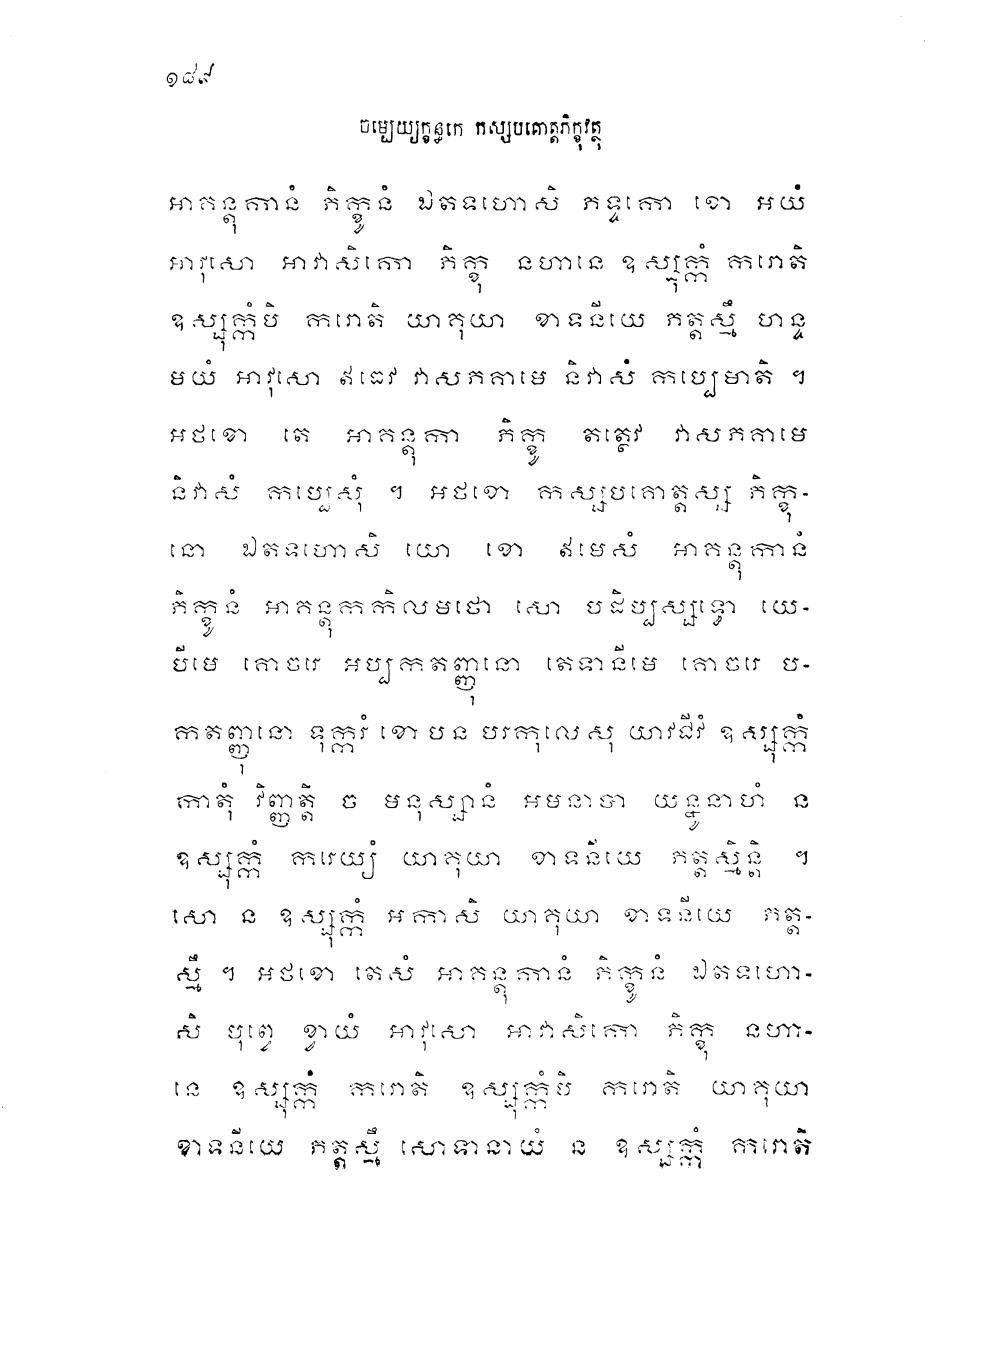 ១៨៩
ចម្បេយ្យក្ខន្ធកេ កស្សបគោត្តភិក្ខុវត្ថុ
អាគន្តុកានំ ភិក្ខូនំ ឯតទហោសិ ភទ្ទកោ ខោ អយំ
អាវុសោ អាវាសិកោ ភិក្ខុ នហានេ ឧស្សុក្កំ ករោតិ
ឧស្សុក្កំបិ ករោតិ យាគុយា ខាទនីយេ ភត្តស្មឹ ហន្ទ
មយំ អាវុសោ ឥធេវ វាសភគាមេ និវាសំ កប្បេមាតិ ។
អថខោ តេ អាគន្តុកា ភិក្ខូ តត្ថេវ វាសភគាមេ
និវាសំ កប្បេសុំ ។ អថខោ កស្សបគោត្តស្ស ភិក្ខុ-
នោ ឯតទហោសិ យោ ខោ ឥមេសំ អាគន្តុកានំ
ភិក្ខូនំ អាគន្តុកកិលមថោ សោ បដិប្បស្សទ្ធោ យេ-
បីមេ គោចរេ អប្បកតញ្ញុនោ តេទានីមេ គោចរេ ប-
កតញ្ញុនោ ទុក្ករំ ខោ បន បរកុលេសុ យាវជីវំ ឧស្សុក្កំ
កាតុំ វិញ្ញត្តិ ច មនុស្សានំ អមនាបា យន្នូនាហំ ន
ឧស្សុក្កំ ករេយ្យំ យាគុយា ខាទនីយេ ភត្តស្មិន្តិ ។
សោ ន ឧស្សុក្កំ អកាសិ យាគុយា ខាទនីយេ ភត្ត-
ស្មឹ ។ អថខោ តេសំ អាគន្តុកានំ ភិក្ខូនំ ឯតទហោ-
សិ បុព្វេ ខ្វាយំ អាវុសោ អាវាសិកោ ភិក្ខុ នហា-
នេ ឧស្សុក្កំ ករោតិ ឧស្សុក្កំបិ ករោតិ យាគុយា
ខាទនីយេ ភត្តស្មឹ សោទានាយំ ន ឧស្សុក្កំ ករោតិ